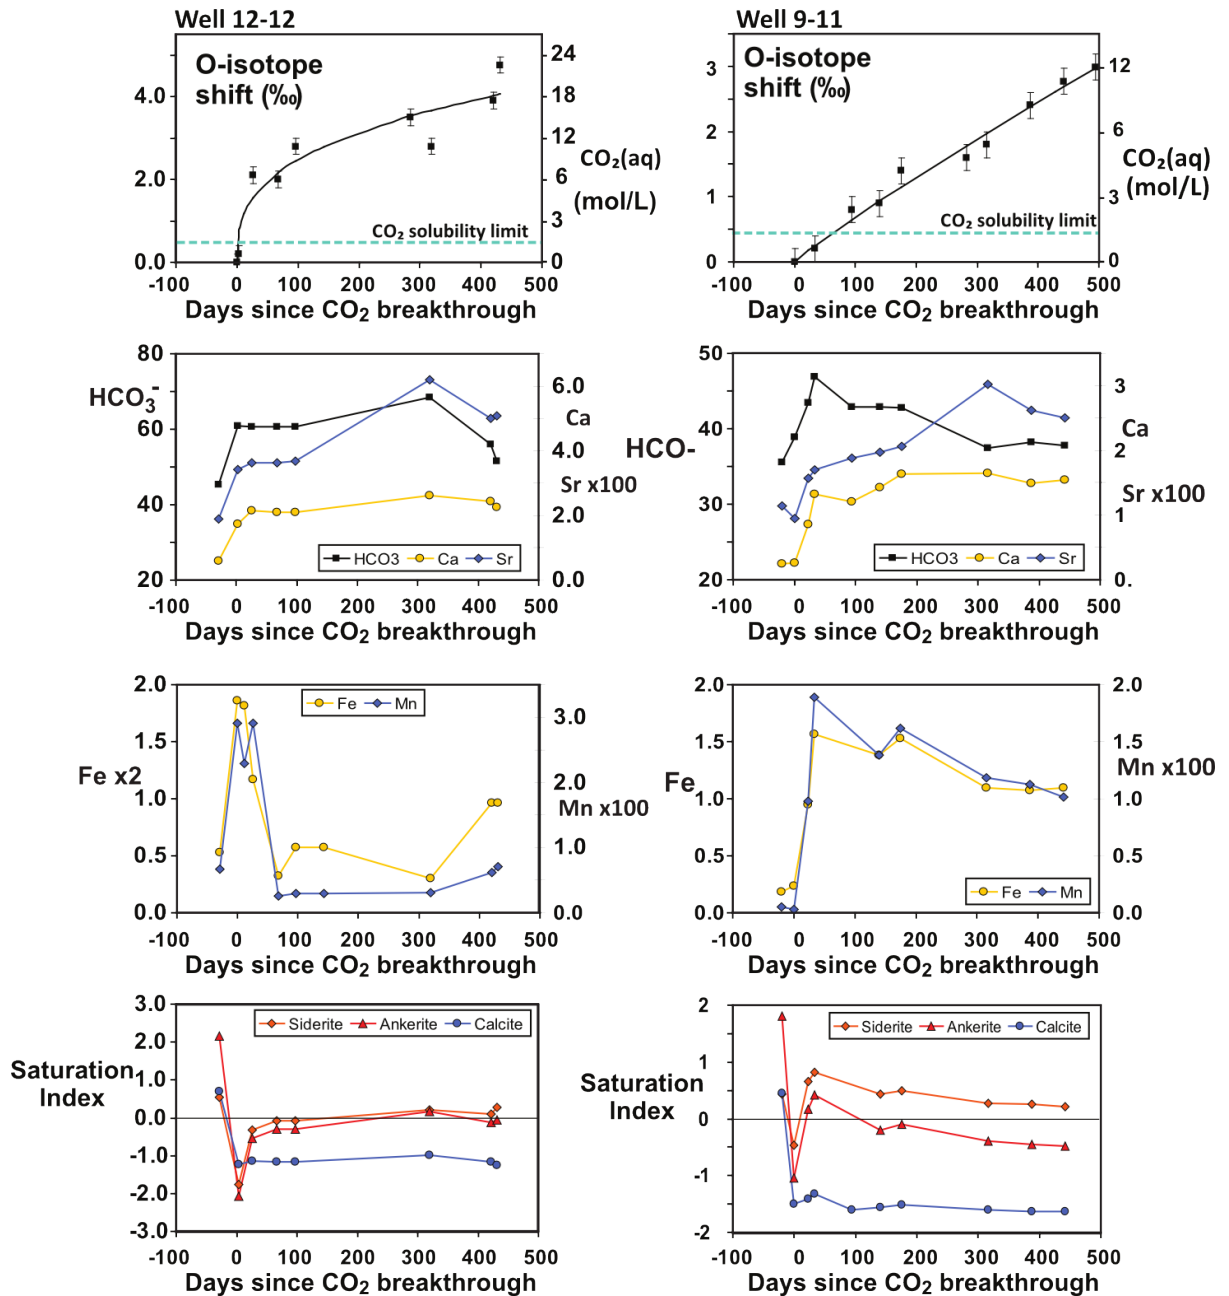 Well 12-12
O-isotope
shift (‰)
4.0
2.0
0.0
24
18
12
6
3
0
CO₂(aq)
(mol/L)
CO₂ solubility limit
-100 0 100 200 300 400 500
Days since CO₂ breakthrough
Well 9-11
O-isotope
shift (‰)
3
2
1
0
12
6
3
0
CO₂(aq)
(mol/L)
CO₂ solubility limit
-100 0 100 200 300 400 500
Days since CO₂ breakthrough
HCO₃⁻
80
60
40
20
6.0
4.0
2.0
0.0
Ca
Sr x100
HCO3 Ca Sr
-100 0 100 200 300 400 500
Days since CO₂ breakthrough
HCO-
50
40
30
20
3
2
1
0.
Ca
Sr x100
HCO3 Ca Sr
-100 0 100 200 300 400 500
Days since CO₂ breakthrough
Fe x2
2.0
1.5
1.0
0.5
0.0
3.0
2.0
1.0
0.0
Mn x100
Fe Mn
-100 0 100 200 300 400 500
Days since CO₂ breakthrough
Fe
2.0
1.5
1.0
0.5
0.0
2.0
1.5
1.0
0.5
0.0
Mn x100
Fe Mn
-100 0 100 200 300 400 500
Days since CO₂ breakthrough
Saturation
Index
3.0
2.0
1.0
0.0
-1.0
-2.0
-3.0
Siderite Ankerite Calcite
-100 0 100 200 300 400 500
Days since CO₂ breakthrough
Saturation
Index
2
1
0
-1
-2
Siderite Ankerite Calcite
-100 0 100 200 300 400 500
Days since CO₂ breakthrough